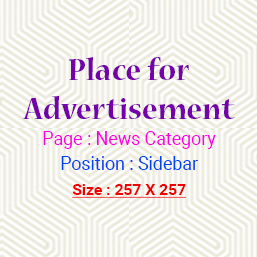 Place for
Advertisement
Page : News Category
Position : Sidebar
Size : 257 X 257